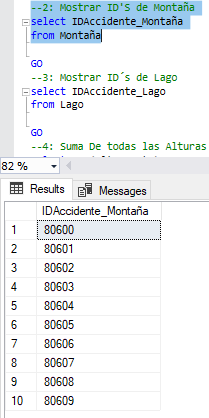 --2: Mostrar ID'S de Montaña
select IDAccidente_Montaña
from Montaña
GO
--3: Mostrar ID´s de Lago
select IDAccidente_Lago
from Lago
GO
--4: Suma De todas las Alturas
82 %
Results Messages
IDAccidente_Montaña
1 80600
2 80601
3 80602
4 80603
5 80604
6 80605
7 80606
8 80607
9 80608
10 80609